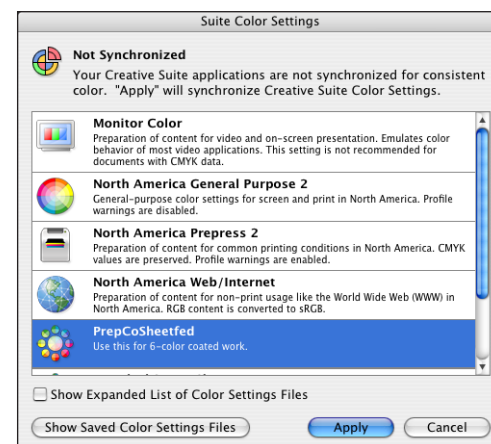 Suite Color Settings
Not Synchronized
Your Creative Suite applications are not synchronized for consistent
color. "Apply" will synchronize Creative Suite Color Settings.
Monitor Color
Preparation of content for video and on-screen presentation. Emulates color
behavior of most video applications. This setting is not recommended for
documents with CMYK data.
North America General Purpose 2
General-purpose color settings for screen and print in North America. Profile
warnings are disabled.
North America Prepress 2
Preparation of content for common printing conditions in North America. CMYK
values are preserved. Profile warnings are enabled.
North America Web/Internet
Preparation of content for non-print usage like the World Wide Web (WWW) in
North America. RGB content is converted to sRGB.
PrepCoSheetfed
Use this for 6-color coated work.
Show Expanded List of Color Settings Files
Show Saved Color Settings Files
Apply
Cancel